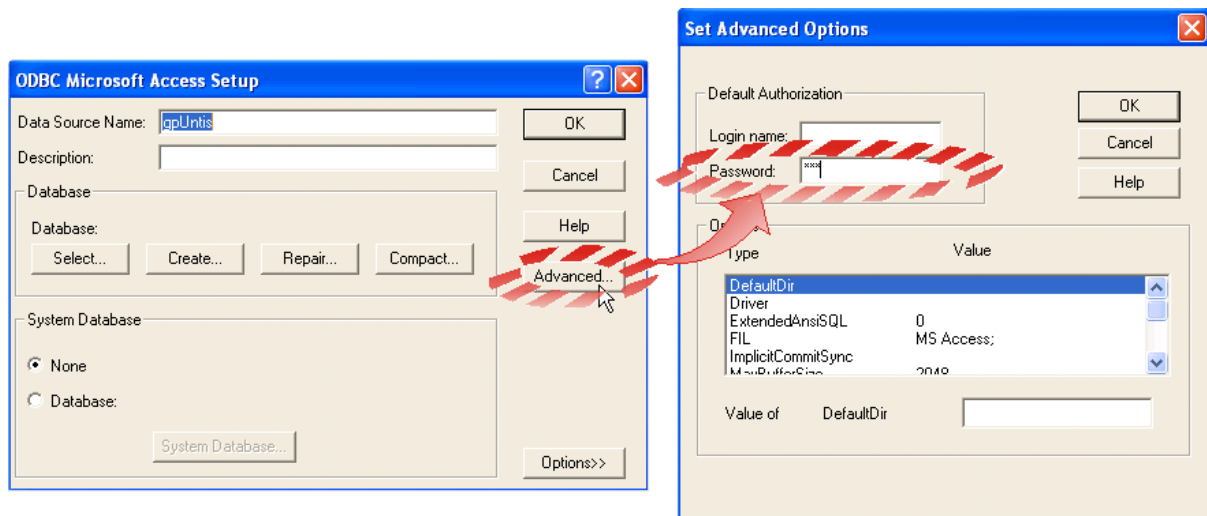 ODBC Microsoft Access Setup
Data Source Name: gpUntis
OK
Description:
Cancel
Database
Database:
Help
Select... Create... Repair... Compact...
Advanced...
System Database
None
Database:
System Database...
Options>>
Set Advanced Options
Default Authorization
OK
Login name:
Cancel
Password: ***
Help
Type Value
DefaultDir
Driver
ExtendedAnsiSQL 0
FIL MS Access;
ImplicitCommitSync
MaxBufferSize 2048
Value of DefaultDir